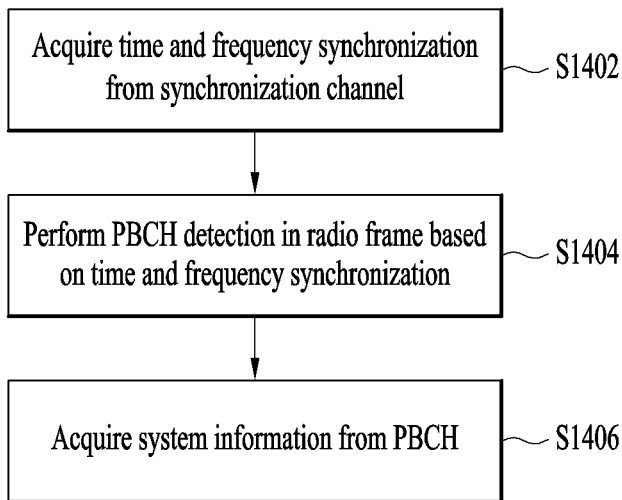 Acquire time and frequency synchronization
from synchronization channel
S1402
Perform PBCH detection in radio frame based
on time and frequency synchronization
S1404
Acquire system information from PBCH
S1406